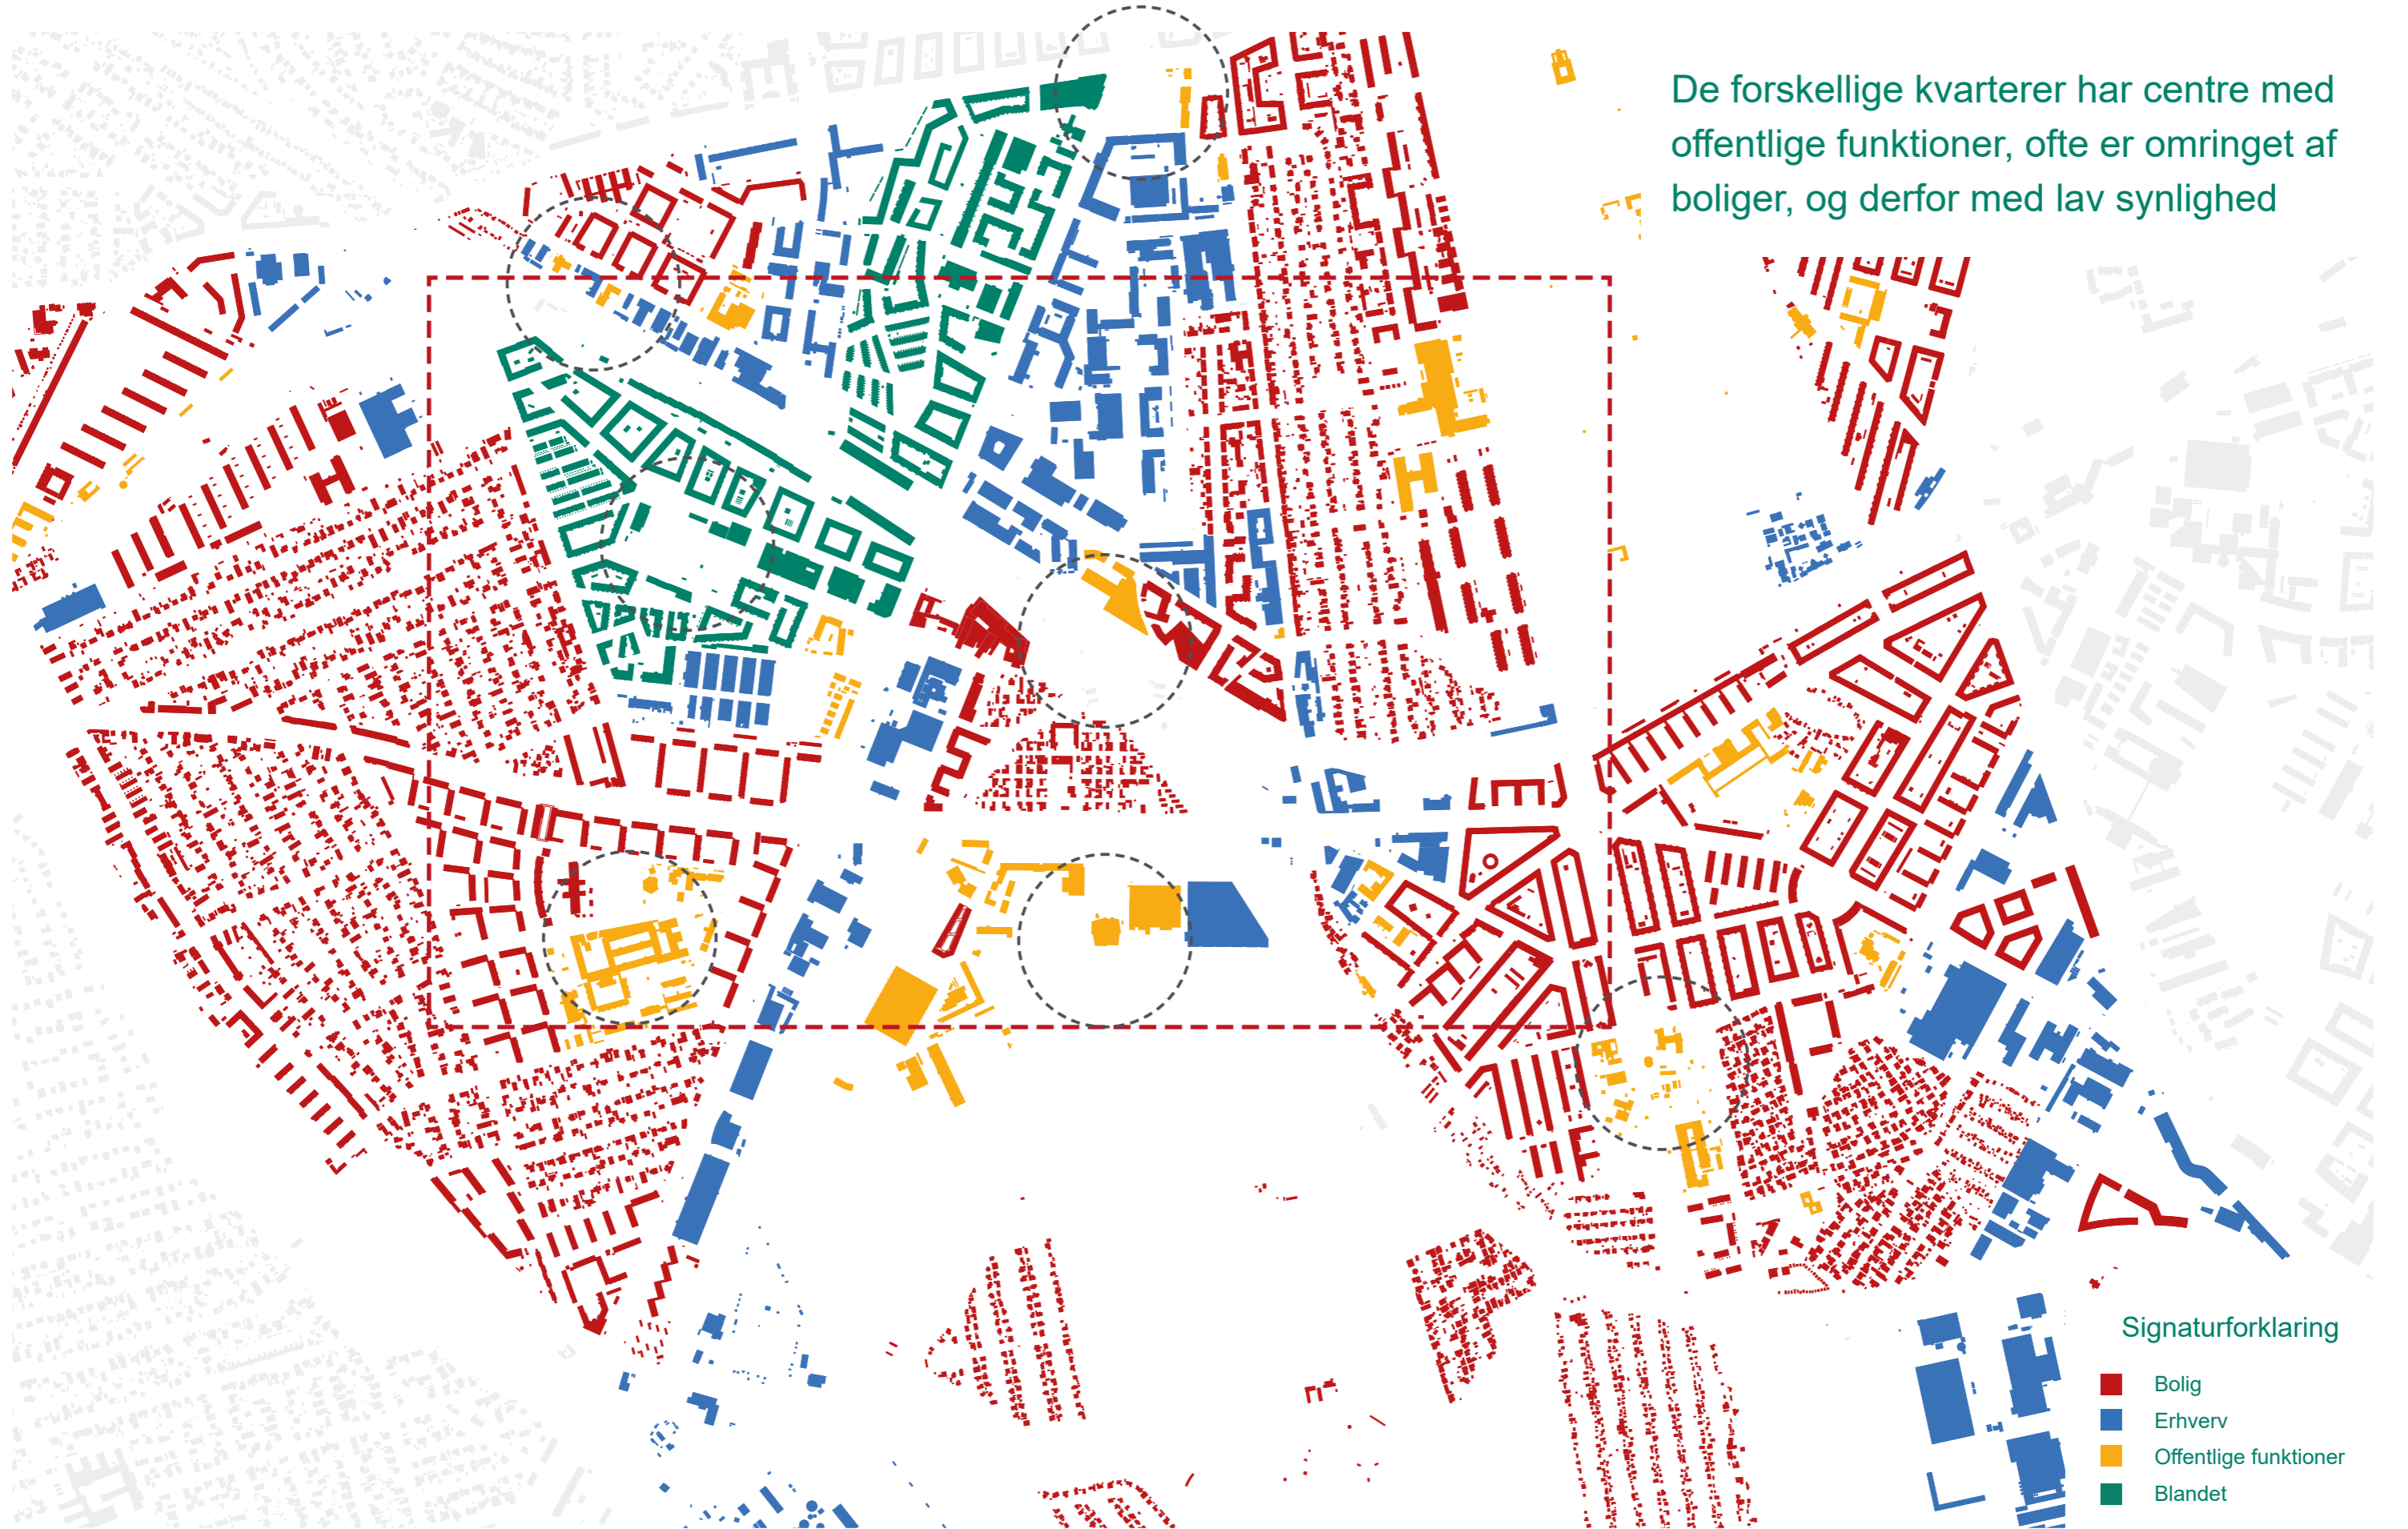 De forskellige kvarterer har centre med
offentlige funktioner, ofte er omringet af
boliger, og derfor med lav synlighed
Signaturforklaring
Bolig
Erhverv
Offentlige funktioner
Blandet